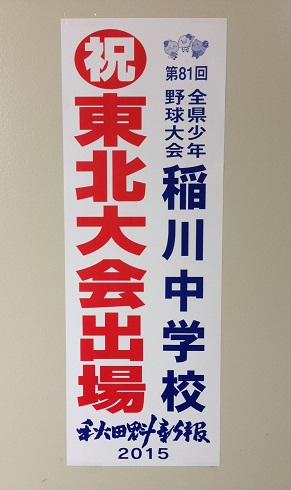 第81回
全県少年
野球大会
稲川中学校
祝
東北大会出場
秋田魁新報
2015